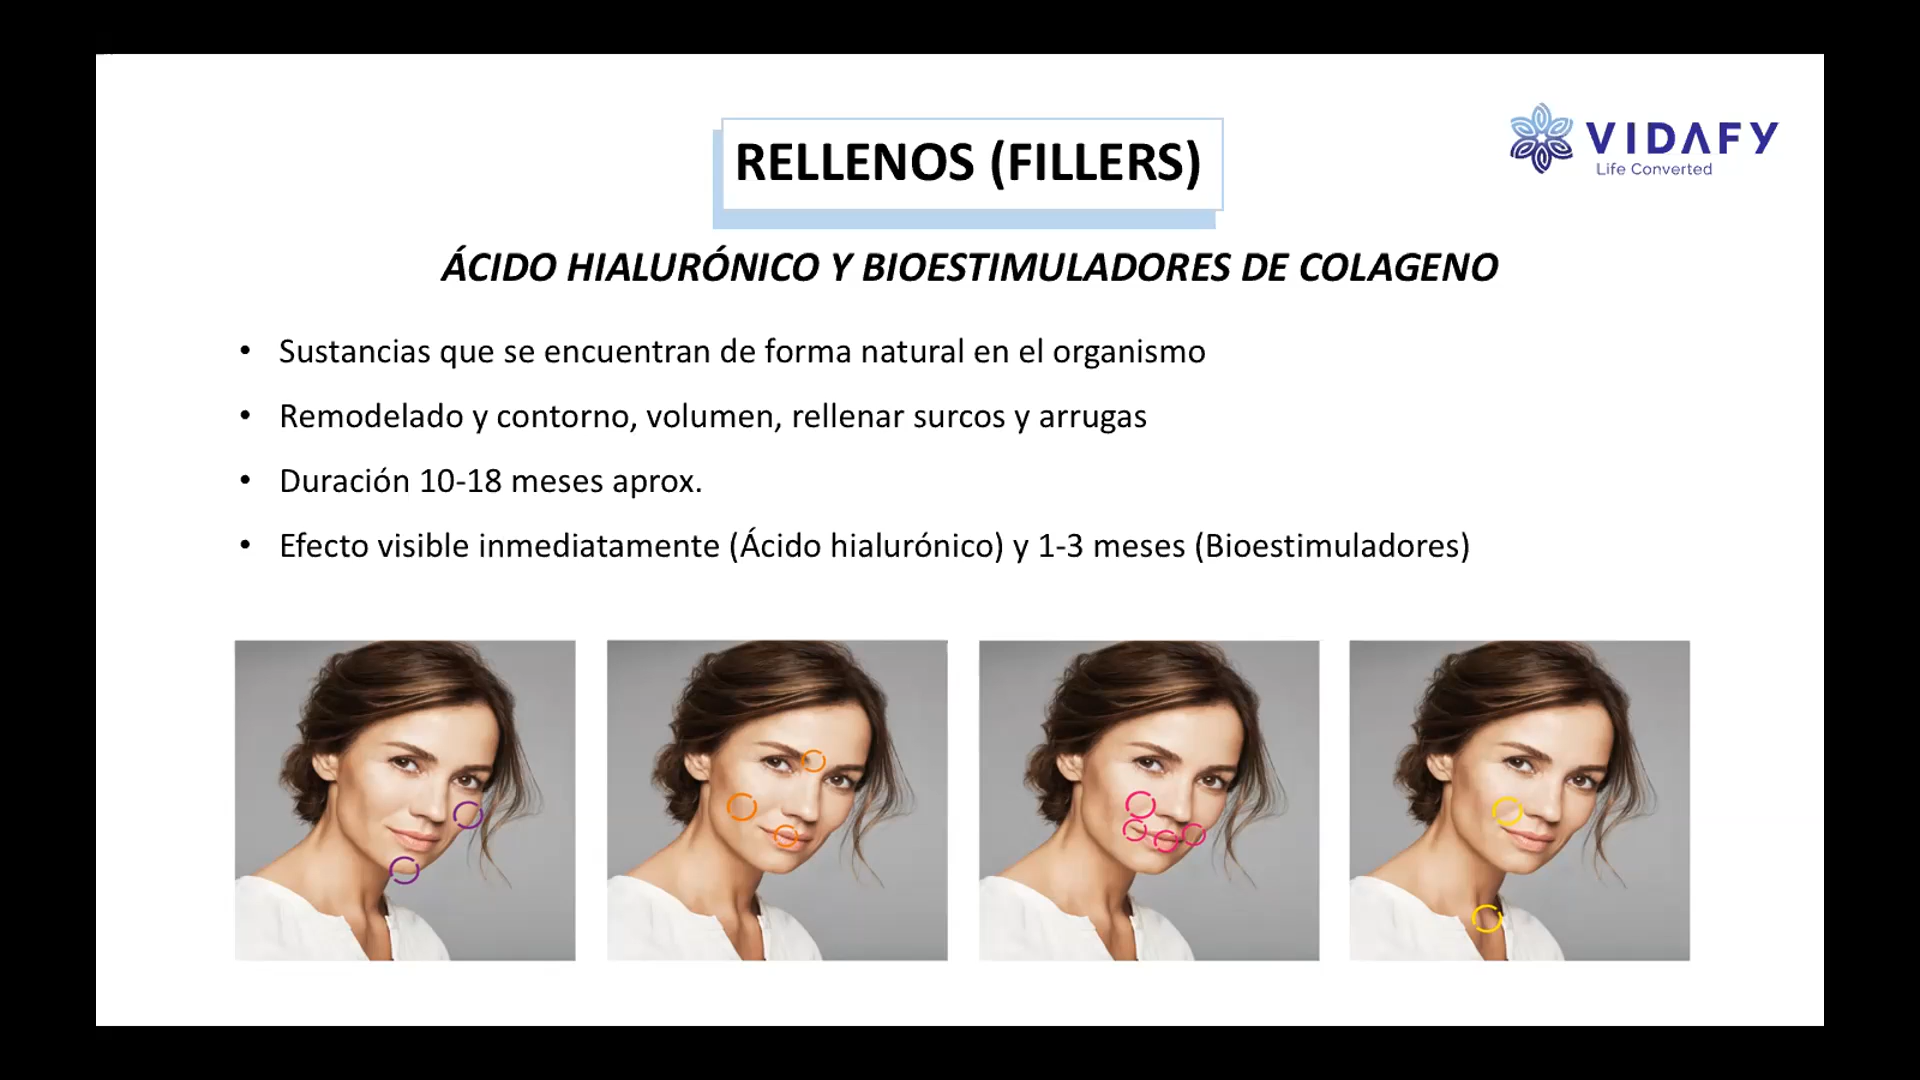 RELLENOS (FILLERS)
VIDAFY
Life Converted
ÁCIDO HIALURÓNICO Y BIOESTIMULADORES DE COLAGENO
• Sustancias que se encuentran de forma natural en el organismo
• Remodelado y contorno, volumen, rellenar surcos y arrugas
• Duración 10-18 meses aprox.
• Efecto visible inmediatamente (Ácido hialurónico) y 1-3 meses (Bioestimuladores)